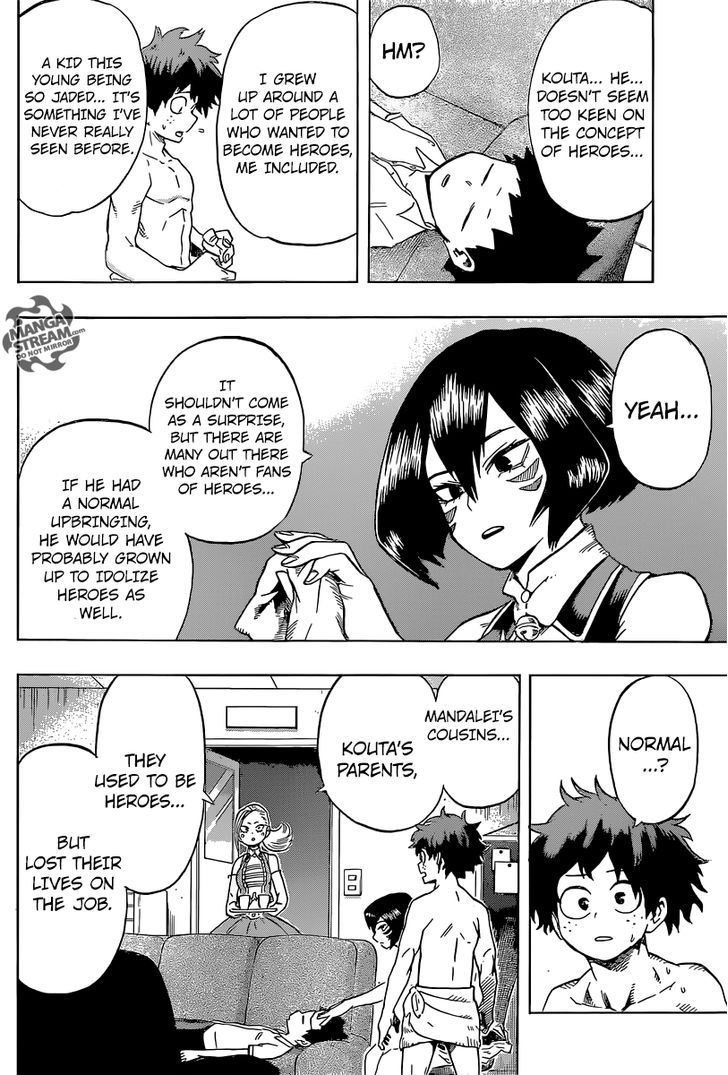 KOUTA... HE...
DOESN'T SEEM
TOO KEEN ON
THE CONCEPT
OF HEROES...
HM?
I GREW
UP AROUND A
LOT OF PEOPLE
WHO WANTED TO
BECOME HEROES,
ME INCLUDED.
A KID THIS
YOUNG BEING
SO JADED... IT'S
SOMETHING I'VE
NEVER REALLY
SEEN BEFORE.
MANGA
STREAM.com
DO NOT MIRROR!
YEAH...
IT
SHOULDN'T COME
AS A SURPRISE,
BUT THERE ARE
MANY OUT THERE
WHO AREN'T FANS
OF HEROES...
IF HE HAD
A NORMAL
UPBRINGING,
HE WOULD HAVE
PROBABLY GROWN
UP TO IDOLIZE
HEROES AS
WELL.
NORMAL
...?
MANDALEI'S
COUSINS...
KOUTA'S
PARENTS,
THEY
USED TO BE
HEROES...
BUT
LOST THEIR
LIVES ON
THE JOB.